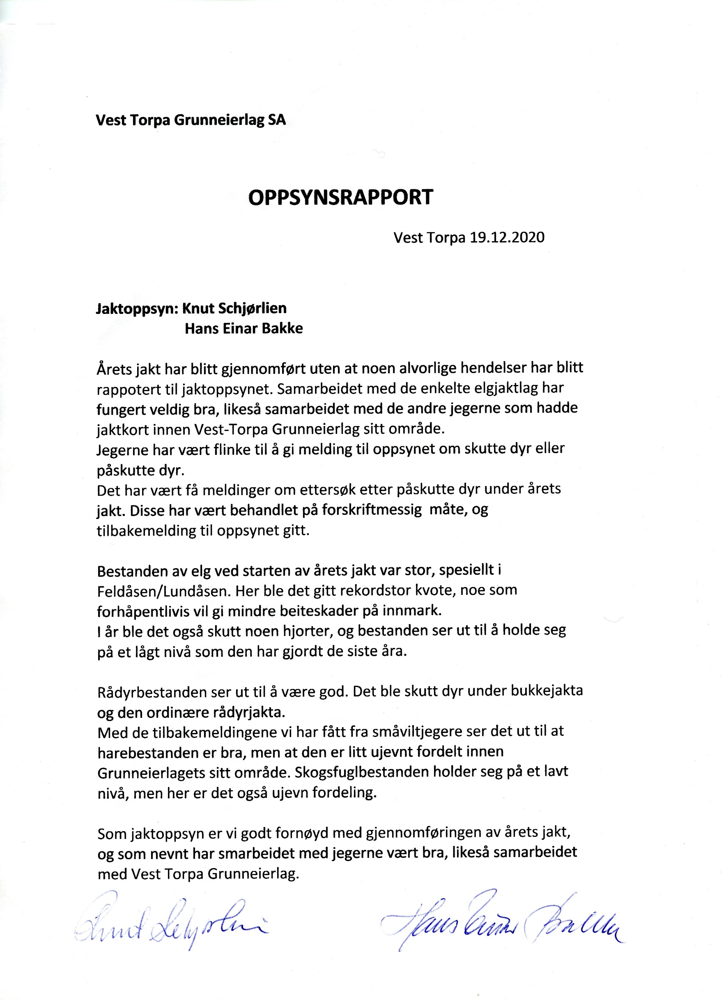 Vest Torpa Grunneierlag SA
OPPSYNSRAPPORT
Vest Torpa 19.12.2020
Jaktoppsyn: Knut Schjørlien
Hans Einar Bakke
Årets jakt har blitt gjennomført uten at noen alvorlige hendelser har blitt
rappotert til jaktoppsynet. Samarbeidet med de enkelte elgjaktlag har
fungert veldig bra, likeså samarbeidet med de andre jegerne som hadde
jaktkort innen Vest-Torpa Grunneierlag sitt område.
Jegerne har vært flinke til å gi melding til oppsynet om skutte dyr eller
påskutte dyr.
Det har vært få meldinger om ettersøk etter påskutte dyr under årets
jakt. Disse har vært behandlet på forskriftmessig  måte, og
tilbakemelding til oppsynet gitt.
Bestanden av elg ved starten av årets jakt var stor, spesiellt i
Feldåsen/Lundåsen. Her ble det gitt rekordstor kvote, noe som
forhåpentlivis vil gi mindre beiteskader på innmark.
I år ble det også skutt noen hjorter, og bestanden ser ut til å holde seg
på et lågt nivå som den har gjordt de siste åra.
Rådyrbestanden ser ut til å være god. Det ble skutt dyr under bukkejakta
og den ordinære rådyrjakta.
Med de tilbakemeldingene vi har fått fra småviltjegere ser det ut til at
harebestanden er bra, men at den er litt ujevnt fordelt innen
Grunneierlagets sitt område. Skogsfuglbestanden holder seg på et lavt
nivå, men her er det også ujevn fordeling.
Som jaktoppsyn er vi godt fornøyd med gjennomføringen av årets jakt,
og som nevnt har smarbeidet med jegerne vært bra, likeså samarbeidet
med Vest Torpa Grunneierlag.
Knut Schjørlien Hans Einar Bakke